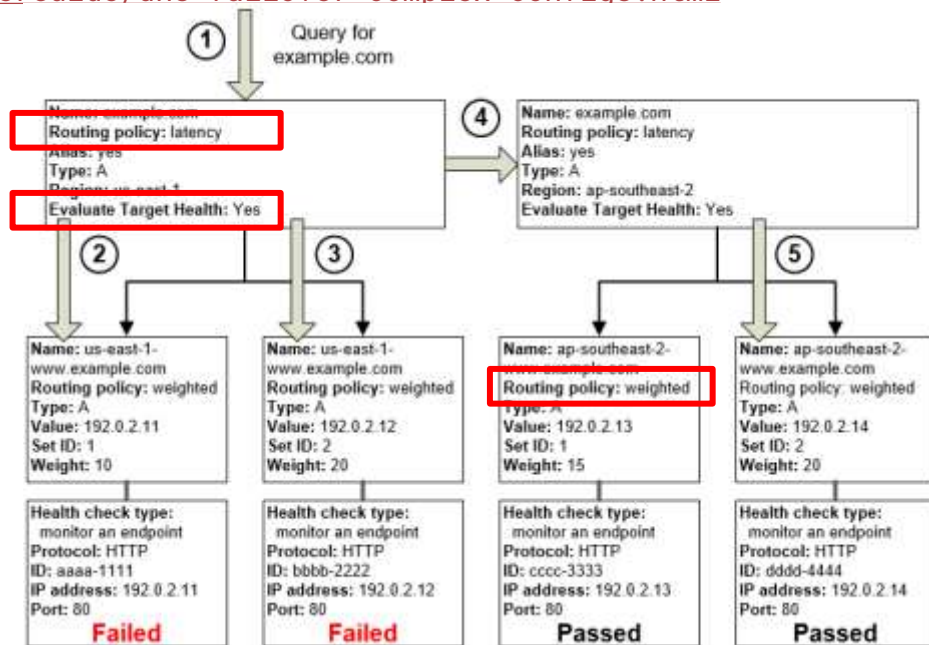 1
Query for
example.com
Name: example.com
Routing policy: latency
Alias: yes
Type: A
Region: us-east-1
Evaluate Target Health: Yes
4
Name: example.com
Routing policy: latency
Alias: yes
Type: A
Region: ap-southeast-2
Evaluate Target Health: Yes
2
3
5
Name: us-east-1-
www.example.com
Routing policy: weighted
Type: A
Value: 192.0.2.11
Set ID: 1
Weight: 10
Name: us-east-1-
www.example.com
Routing policy: weighted
Type: A
Value: 192.0.2.12
Set ID: 2
Weight: 20
Name: ap-southeast-2-
www.example.com
Routing policy: weighted
Type: A
Value: 192.0.2.13
Set ID: 1
Weight: 15
Name: ap-southeast-2-
www.example.com
Routing policy: weighted
Type: A
Value: 192.0.2.14
Set ID: 2
Weight: 20
Health check type:
monitor an endpoint
Protocol: HTTP
ID: aaaa-1111
IP address: 192.0.2.11
Port: 80
Failed
Health check type:
monitor an endpoint
Protocol: HTTP
ID: bbbb-2222
IP address: 192.0.2.12
Port: 80
Failed
Health check type:
monitor an endpoint
Protocol: HTTP
ID: cccc-3333
IP address: 192.0.2.13
Port: 80
Passed
Health check type:
monitor an endpoint
Protocol: HTTP
ID: dddd-4444
IP address: 192.0.2.14
Port: 80
Passed